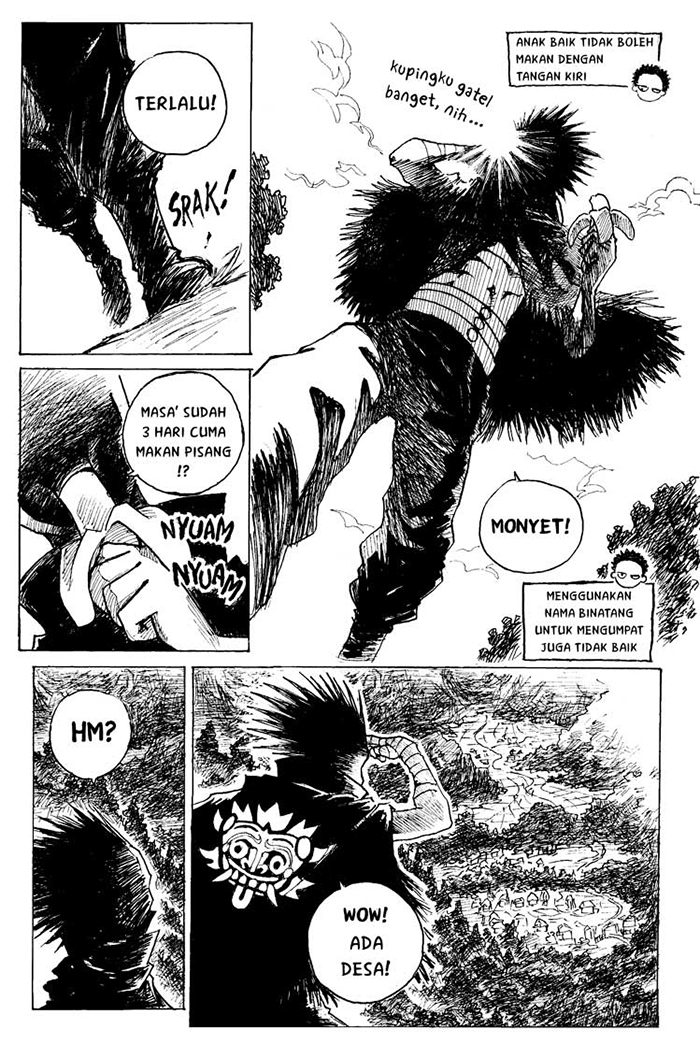 TERLALU!
SRAK!
kupingku gatel
banget, nih...
ANAK BAIK TIDAK BOLEH
MAKAN DENGAN
TANGAN KIRI
MASA' SUDAH
3 HARI CUMA
MAKAN PISANG
!?
NYUAM
NYUAM
MONYET!
MENGGUNAKAN
NAMA BINATANG
UNTUK MENGUMPAT
JUGA TIDAK BAIK
HM?
WOW!
ADA
DESA!